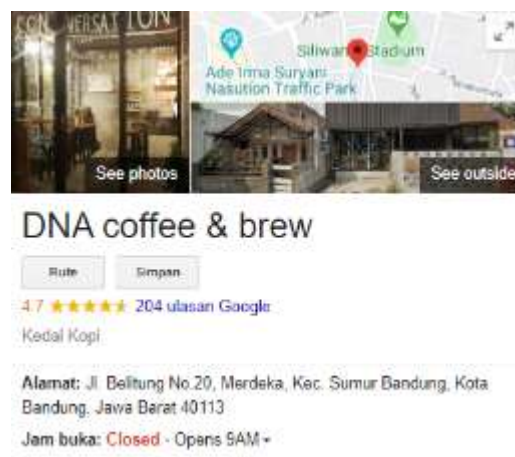 See photos
Siliwangi Stadium
Ade Irma Suryani
Nasution Traffic Park
See outside
DNA coffee & brew
Rute
Simpan
4.7
204 ulasan Google
Kedai Kopi
Alamat: Jl. Belitung No.20, Merdeka, Kec. Sumur Bandung, Kota
Bandung, Jawa Barat 40113
Jam buka: Closed · Opens 9AM